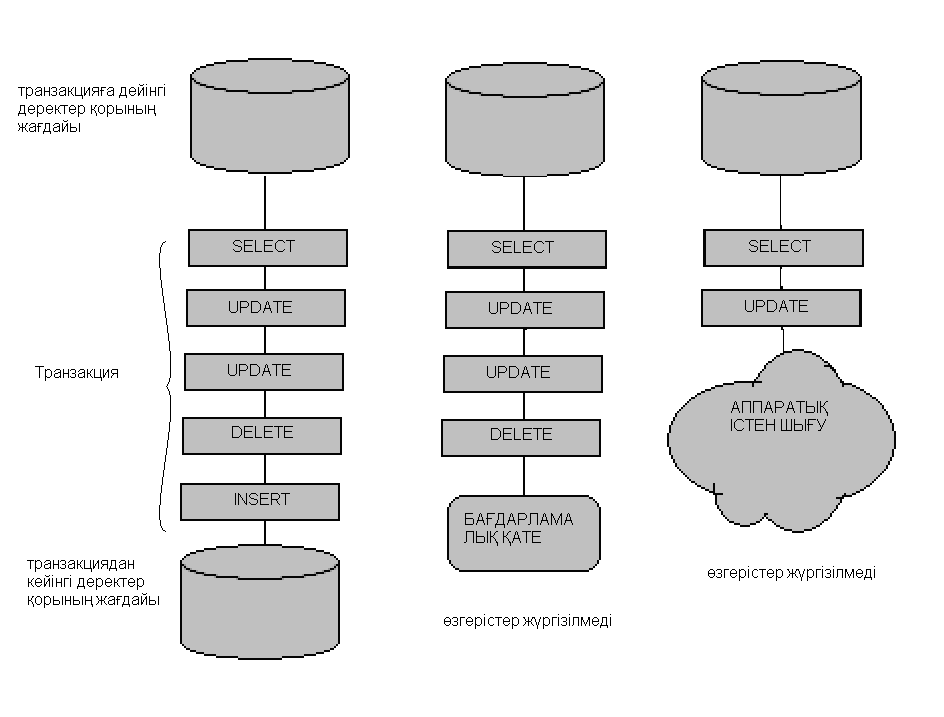 транзакцияға дейінгі
деректер қорының
жағдайы
SELECT
UPDATE
UPDATE
DELETE
INSERT
Транзакция
транзакциядан
кейінгі деректер
қорының жағдайы
SELECT
UPDATE
UPDATE
DELETE
БАҒДАРЛАМА
ЛЫҚ ҚАТЕ
өзгерістер жүргізілмеді
SELECT
UPDATE
АППАРАТЫҚ
ІСТЕН ШЫҒУ
өзгерістер жүргізілмеді